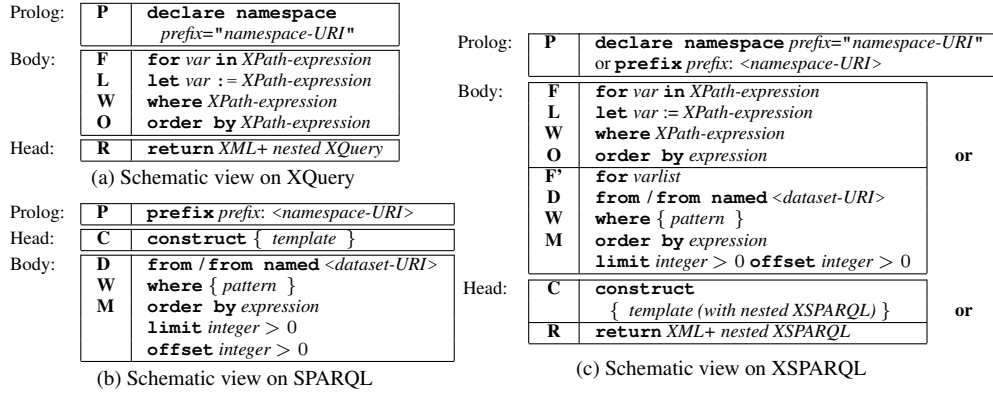 Prolog: P declare namespace
prefix="namespace-URI"
Body: F for var in XPath-expression
L let var := XPath-expression
W where XPath-expression
O order by XPath-expression
Head: R return XML+ nested XQuery
(a) Schematic view on XQuery
Prolog: P prefix prefix: <namespace-URI>
Head: C construct { template }
Body: D from / from named <dataset-URI>
W where { pattern }
M order by expression
limit integer > 0
offset integer > 0
(b) Schematic view on SPARQL
Prolog: P declare namespace prefix="namespace-URI"
or prefix prefix: <namespace-URI>
Body: F for var in XPath-expression
L let var := XPath-expression
W where XPath-expression
O order by expression or
F' for varlist
D from / from named <dataset-URI>
W where { pattern }
M order by expression
limit integer > 0 offset integer > 0
Head: C construct
{ template (with nested XSPARQL) } or
R return XML+ nested XSPARQL
(c) Schematic view on XSPARQL